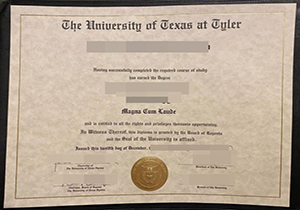 The University of Texas at Tyler
Having successfully completed the required course of study
has earned the Degree
Magna Cum Laude
and is entitled to all the rights and privileges thereunto appertaining.
In Witness Thereof, this diploma is granted by the Board of Regents
and the Seal of the University is affixed.
Awarded this twelfth day of December,